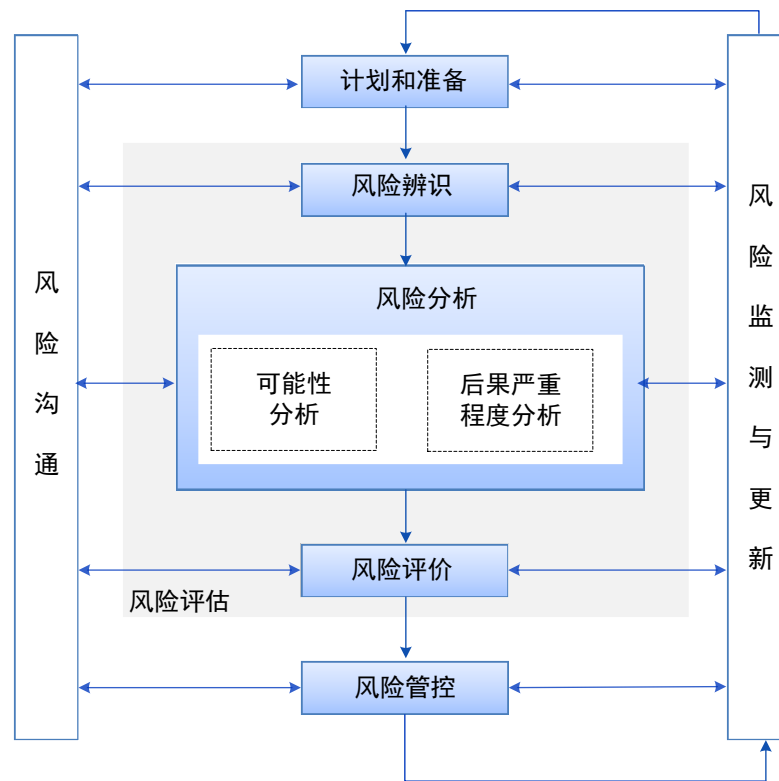 计划和准备
风险辨识
风险分析
可能性
分析
后果严重
程度分析
风险评价
风险评估
风险管控
风险沟通
风险监测与更新